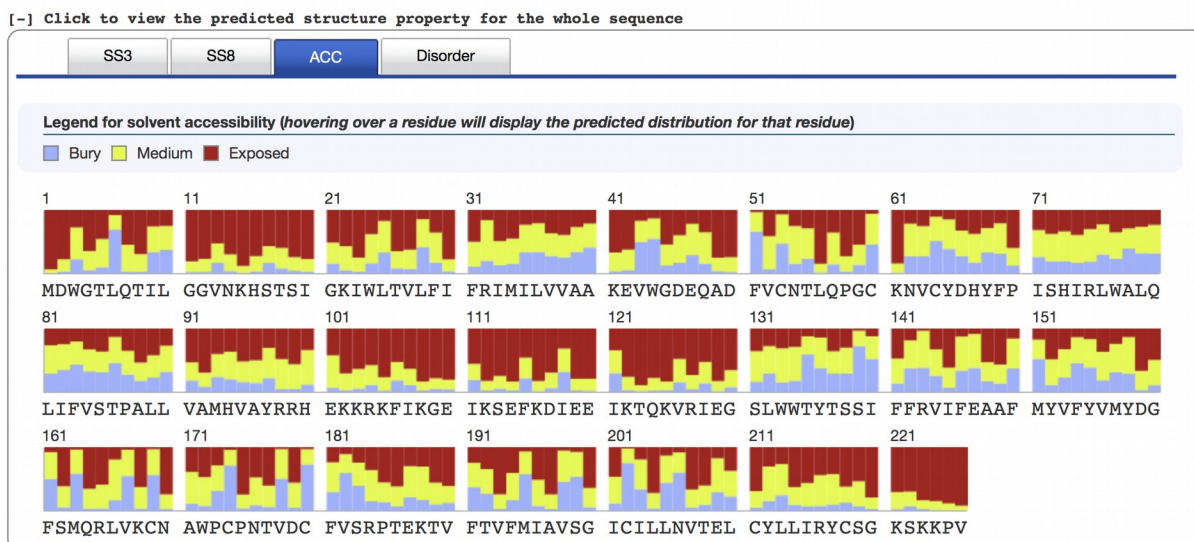 [-] Click to view the predicted structure property for the whole sequence
SS3 SS8 ACC Disorder
Legend for solvent accessibility (hovering over a residue will display the predicted distribution for that residue)
Bury Medium Exposed
1 11 21 31 41 51 61 71
MDWGTLQTIL GGVNKHSTSI GKIWLTVLFI FRIMILVVAA KEVWGDEQAD FVCNTLQPGC KNVCYDHYFP ISHIRLWALQ
81 91 101 111 121 131 141 151
LIFVSTPALL VAMHVAYRRH EKKRKFIKGE IKSEFKDIEE IKTQKVRIEG SLWWTYTSSI FFRVIFEAAF MYVFYVMYDG
161 171 181 191 201 211 221
FSMQRLVKCN AWPCPNTVDC FVSRPTEKTV FTVFMIAVSG ICILLNVTEL CYLLIRYCSG KSKKPV